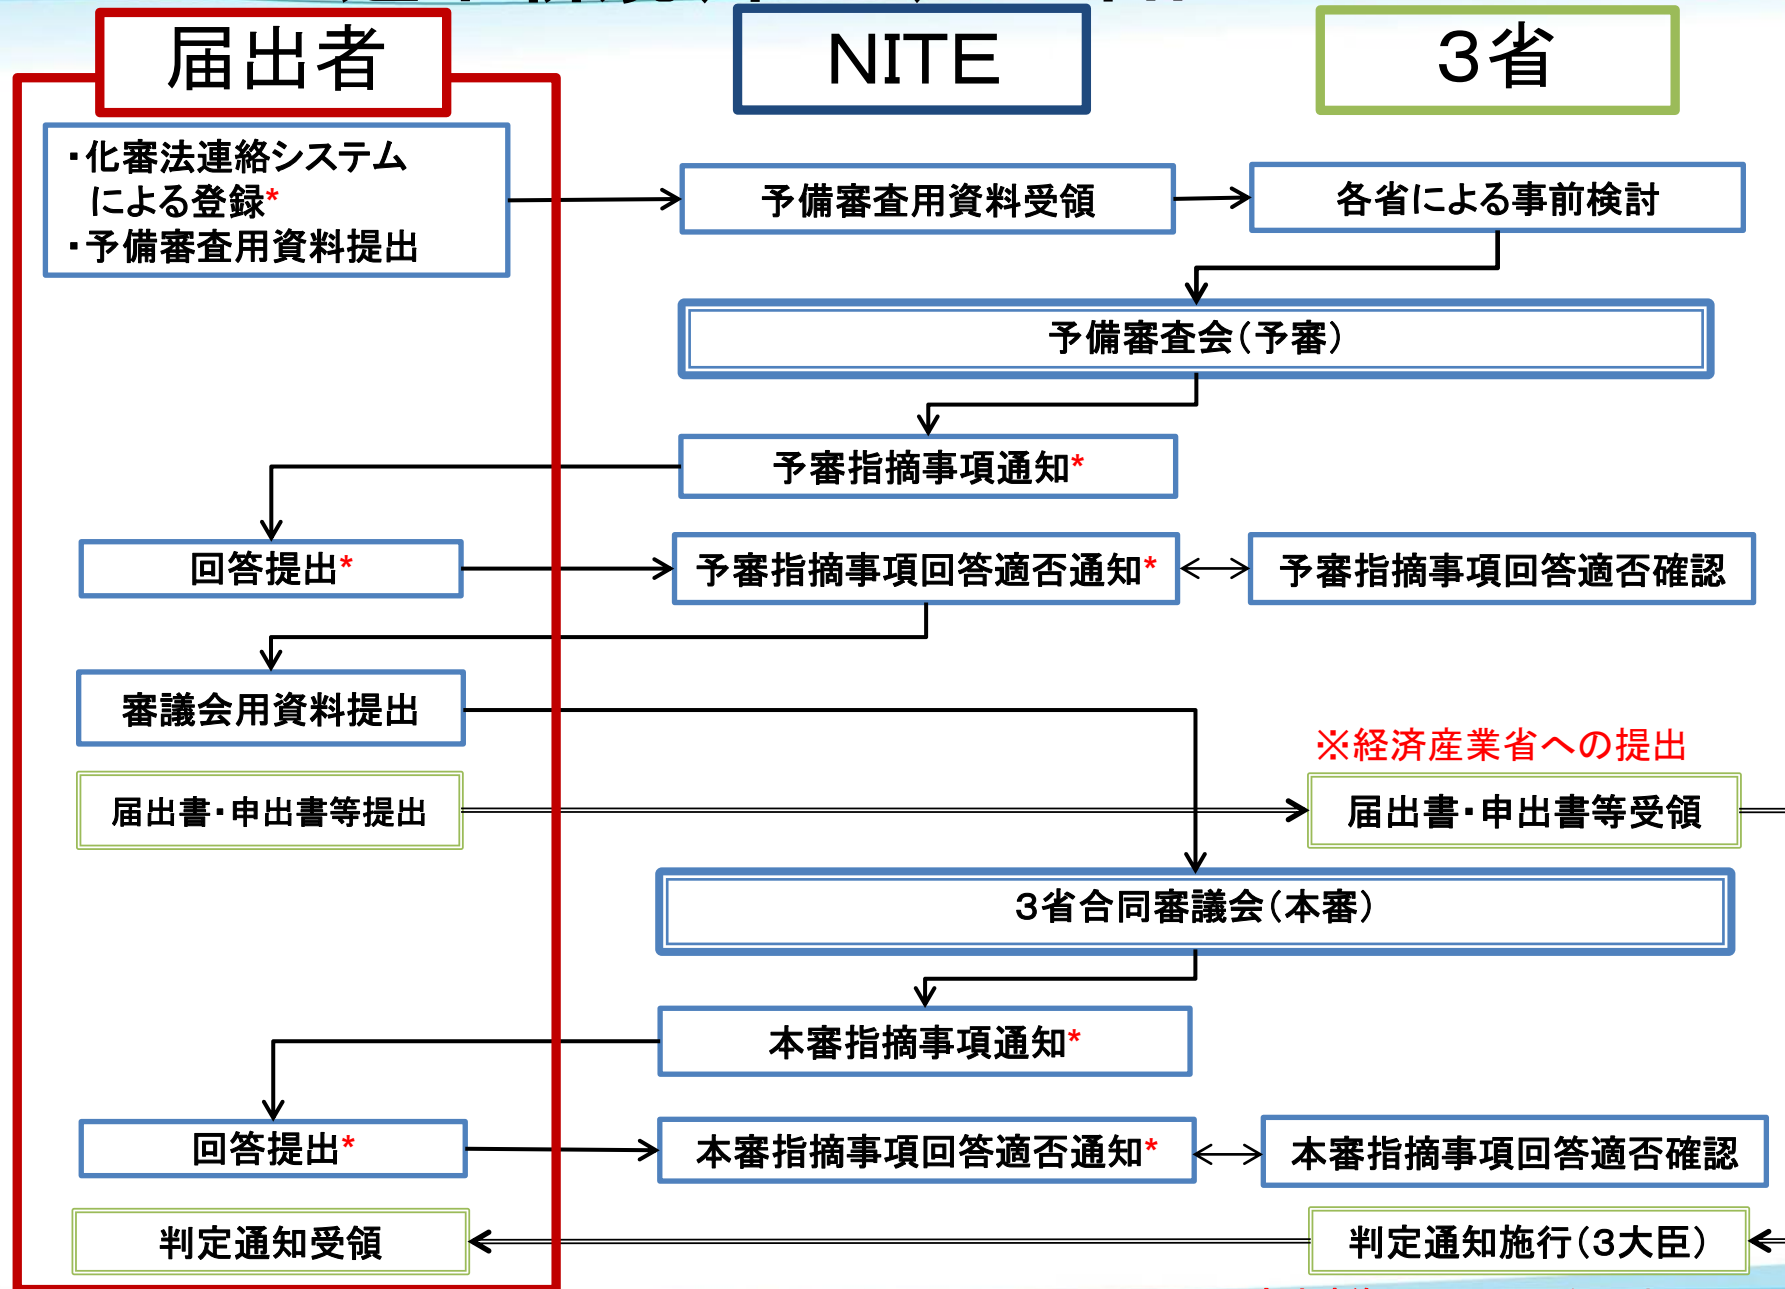 届出者
NITE
3省
・化審法連絡システム
による登録*
・予備審査用資料提出
予備審査用資料受領
各省による事前検討
予備審査会(予審)
予審指摘事項通知*
回答提出*
予審指摘事項回答適否通知*
予審指摘事項回答適否確認
審議会用資料提出
※経済産業省への提出
届出書・申出書等提出
届出書・申出書等受領
3省合同審議会(本審)
本審指摘事項通知*
回答提出*
本審指摘事項回答適否通知*
本審指摘事項回答適否確認
判定通知受領
判定通知施行(3大臣)